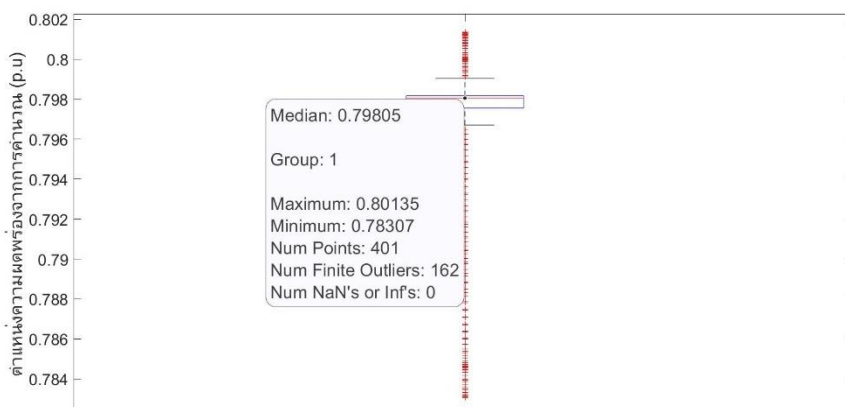 ตำแหน่งความผิดพร่องจากการคำนวณ (p.u)
0.802
0.8
0.798
0.796
0.794
0.792
0.79
0.788
0.786
0.784
Median: 0.79805
Group: 1
Maximum: 0.80135
Minimum: 0.78307
Num Points: 401
Num Finite Outliers: 162
Num NaN's or Inf's: 0